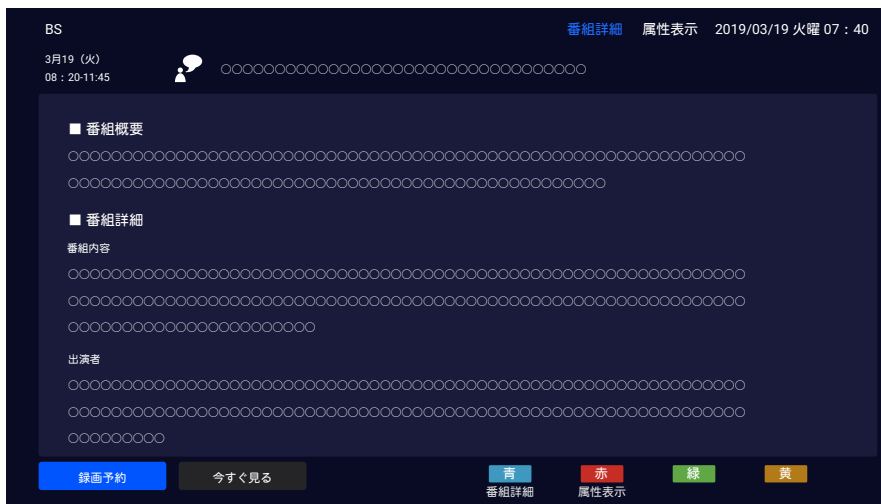 BS 番組詳細 属性表示 2019/03/19 火曜 07：40
3月19（火）
08：20-11:45
○○○○○○○○○○○○○○○○○○○○○○○○○○○○○○○○○○
■ 番組概要
○○○○○○○○○○○○○○○○○○○○○○○○○○○○○○○○○○○○○○○○○○○○○○○○○○○○○○○○○○○○○○○
○○○○○○○○○○○○○○○○○○○○○○○○○○○○○○○○○○○○○○○○○○○○○○○○○○
■ 番組詳細
番組内容
○○○○○○○○○○○○○○○○○○○○○○○○○○○○○○○○○○○○○○○○○○○○○○○○○○○○○○○○○○○○○○○
○○○○○○○○○○○○○○○○○○○○○○○○○○○○○○○○○○○○○○○○○○○○○○○○○○○○○○○○○○○○○○○
○○○○○○○○○○○○○○○○○○○○○○○
出演者
○○○○○○○○○○○○○○○○○○○○○○○○○○○○○○○○○○○○○○○○○○○○○○○○○○○○○○○○○○○○○○○
○○○○○○○○○○○○○○○○○○○○○○○○○○○○○○○○○○○○○○○○○○○○○○○○○○○○○○○○○○○○○○○
○○○○○○○○○
録画予約 今すぐ見る 青 赤 緑 黄
番組詳細 属性表示